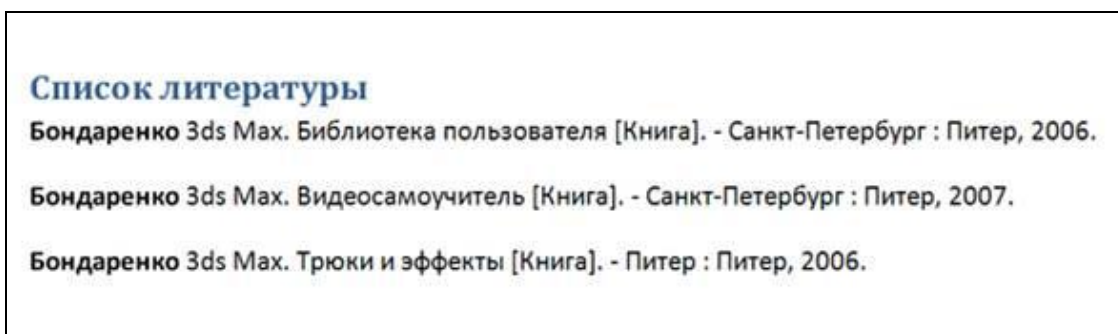 Список литературы
Бондаренко 3ds Max. Библиотека пользователя [Книга]. - Санкт-Петербург : Питер, 2006.
Бондаренко 3ds Max. Видеосамоучитель [Книга]. - Санкт-Петербург : Питер, 2007.
Бондаренко 3ds Max. Трюки и эффекты [Книга]. - Питер : Питер, 2006.